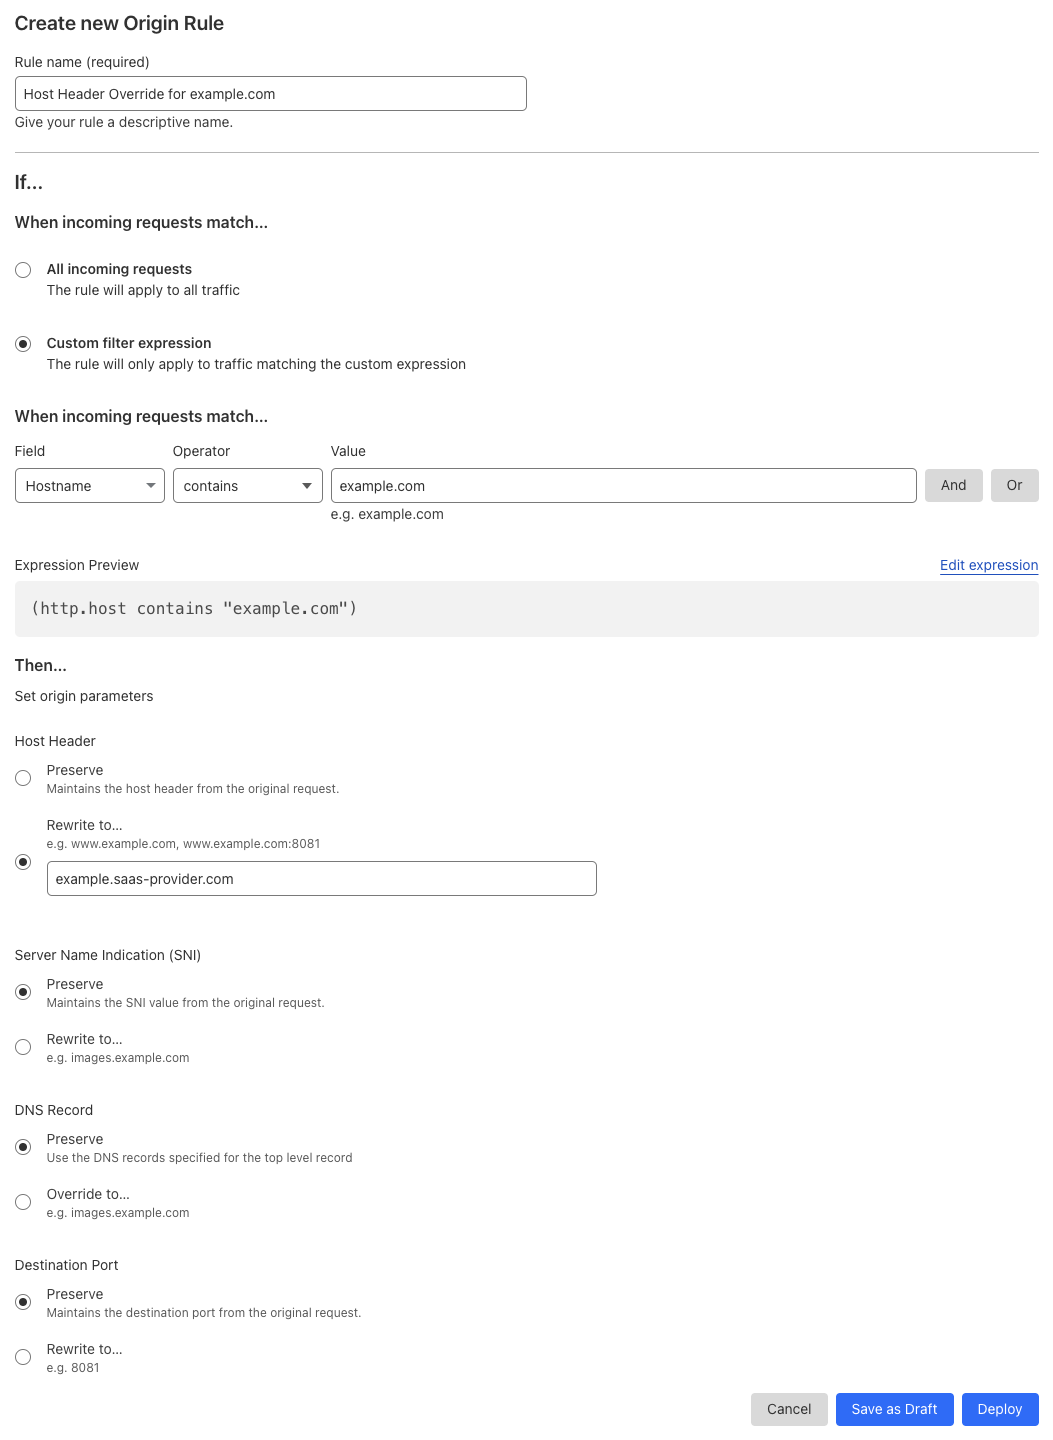 Create new Origin Rule
Rule name (required)
Host Header Override for example.com
Give your rule a descriptive name.
If...
When incoming requests match...
All incoming requests
The rule will apply to all traffic
Custom filter expression
The rule will only apply to traffic matching the custom expression
When incoming requests match...
Field Operator Value
Hostname contains example.com And Or
e.g. example.com
Expression Preview Edit expression
(http.host contains "example.com")
Then...
Set origin parameters
Host Header
Preserve
Maintains the host header from the original request.
Rewrite to...
e.g. www.example.com, www.example.com:8081
example.saas-provider.com
Server Name Indication (SNI)
Preserve
Maintains the SNI value from the original request.
Rewrite to...
e.g. images.example.com
DNS Record
Preserve
Use the DNS records specified for the top level record
Override to...
e.g. images.example.com
Destination Port
Preserve
Maintains the destination port from the original request.
Rewrite to...
e.g. 8081
Cancel Save as Draft Deploy